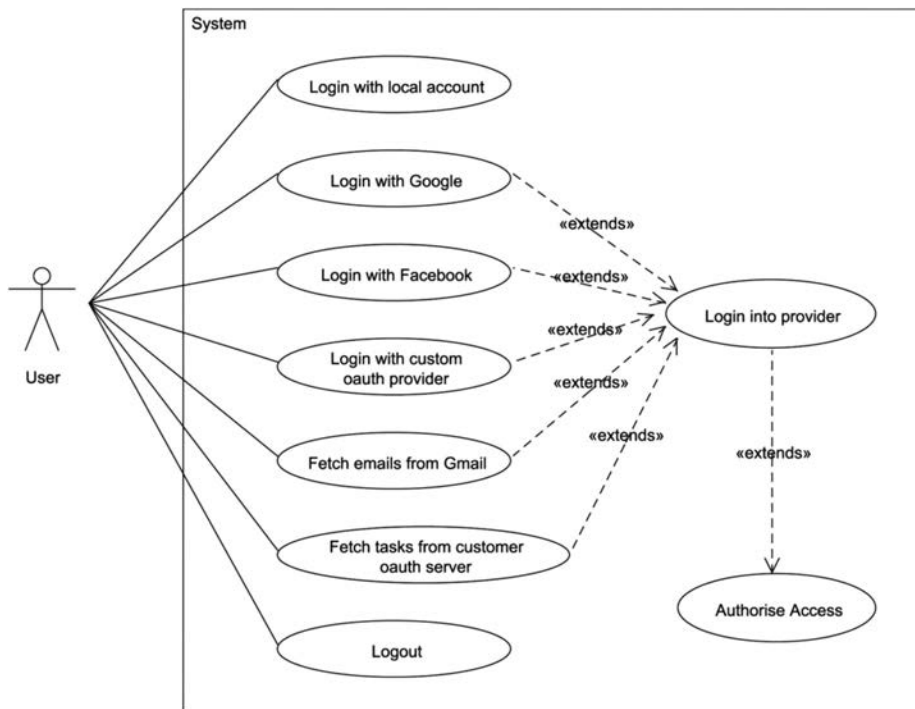 System
Login with local account
Login with Google
«extends»
Login with Facebook
«extends»
Login into provider
«extends»
Login with custom
oauth provider
User
«extends»
«extends»
Fetch emails from Gmail
«extends»
Fetch tasks from customer
oauth server
Authorise Access
Logout